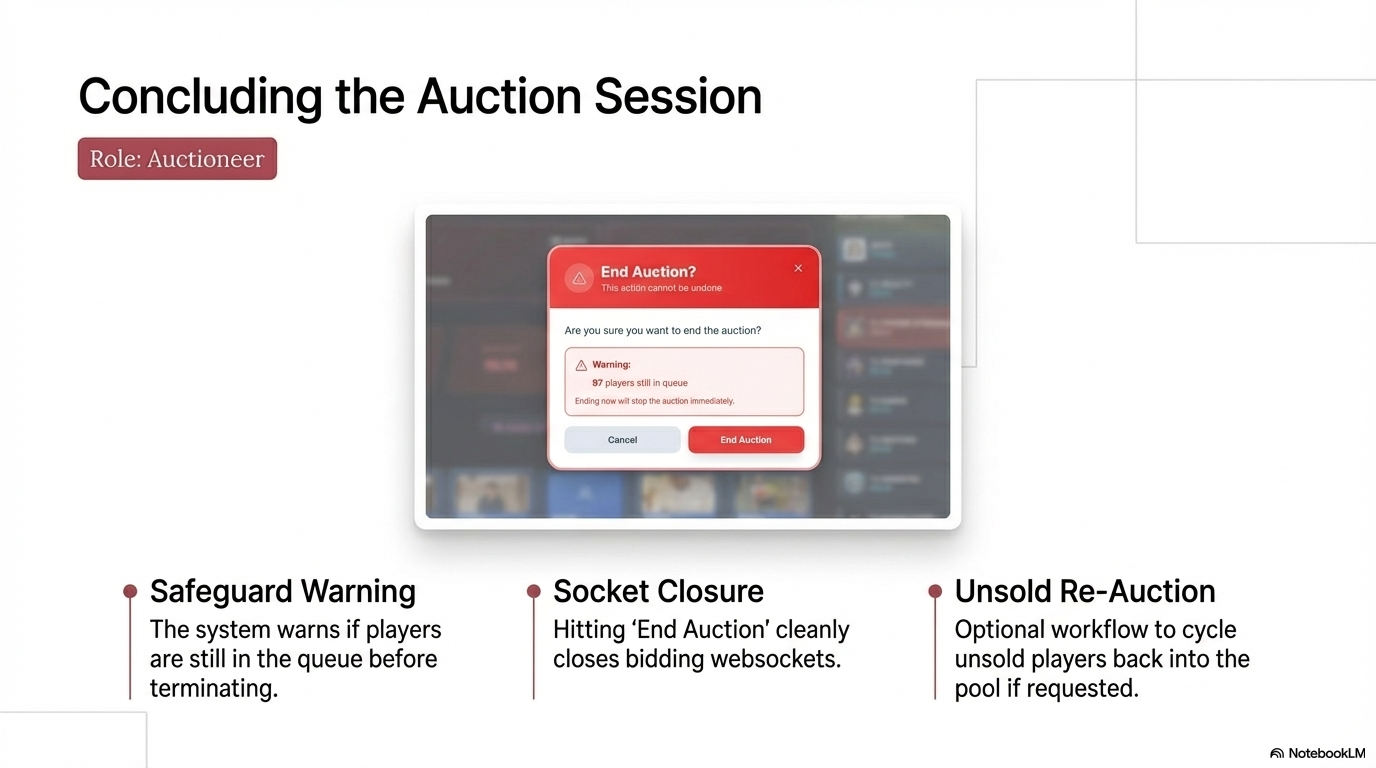 Concluding the Auction Session
Role: Auctioneer
End Auction?
This action cannot be undone
Are you sure you want to end the auction?
Warning:
97 players still in queue
Ending now will stop the auction immediately.
Cancel
End Auction
Safeguard Warning
The system warns if players
are still in the queue before
terminating.
Socket Closure
Hitting ‘End Auction’ cleanly
closes bidding websockets.
Unsold Re-Auction
Optional workflow to cycle
unsold players back into the
pool if requested.
NotebookLM